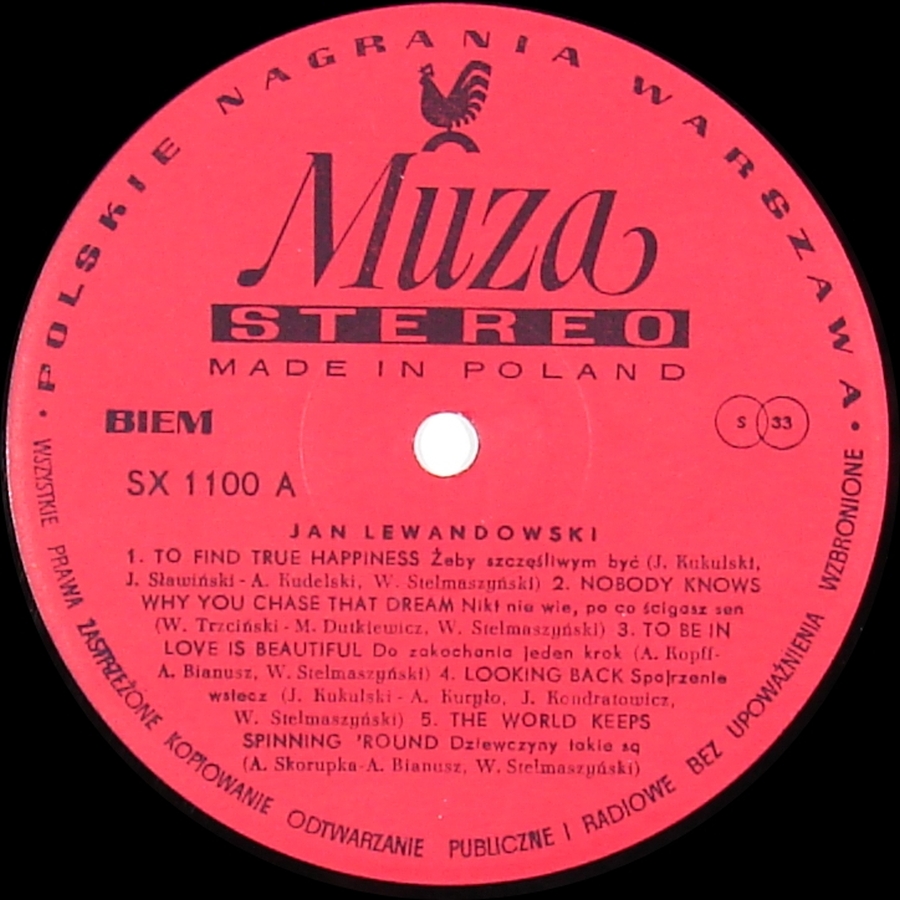 • POLSKIE NAGRANIA WARSZAWA •
Muza
STEREO
MADE IN POLAND
BIEM
S 33
SX 1100 A
JAN LEWANDOWSKI
1. TO FIND TRUE HAPPINESS Żeby szczęśliwym być (J. Kukulski,
J. Sławiński - A. Kudelski, W. Stelmaszyński) 2. NOBODY KNOWS
WHY YOU CHASE THAT DREAM Nikt nie wie, po co ścigasz sen
(W. Trzciński - M. Dutkiewicz, W. Stelmaszyński) 3. TO BE IN
LOVE IS BEAUTIFUL Do zakochania jeden krok (A. Kopff-
A. Bianusz, W. Stelmaszyński) 4. LOOKING BACK Spojrzenie
wstecz (J. Kukulski - A. Kuryło, J. Kondratowicz,
W. Stelmaszyński) 5. THE WORLD KEEPS
SPINNING 'ROUND Dziewczyny takie są
(A. Skorupka-A. Bianusz, W. Stelmaszyński)
WSZYSTKIE PRAWA ZASTRZEŻONE KOPIOWANIE ODTWARZANIE PUBLICZNE I RADIOWE BEZ UPOWAŻNIENIA WZBRONIONE